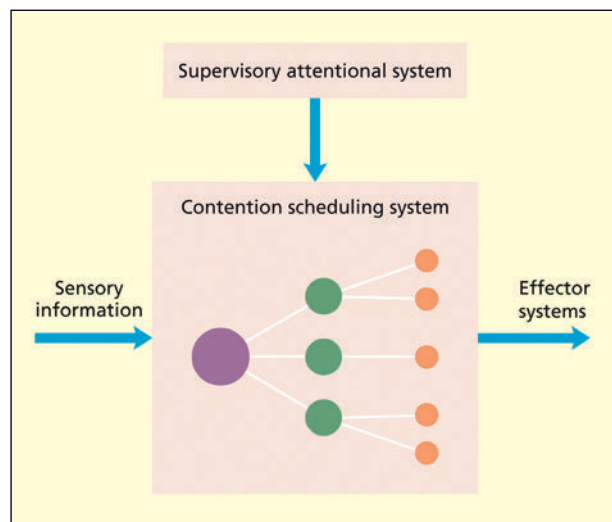 Supervisory attentional system
Contention scheduling system
Sensory
information
Effector
systems